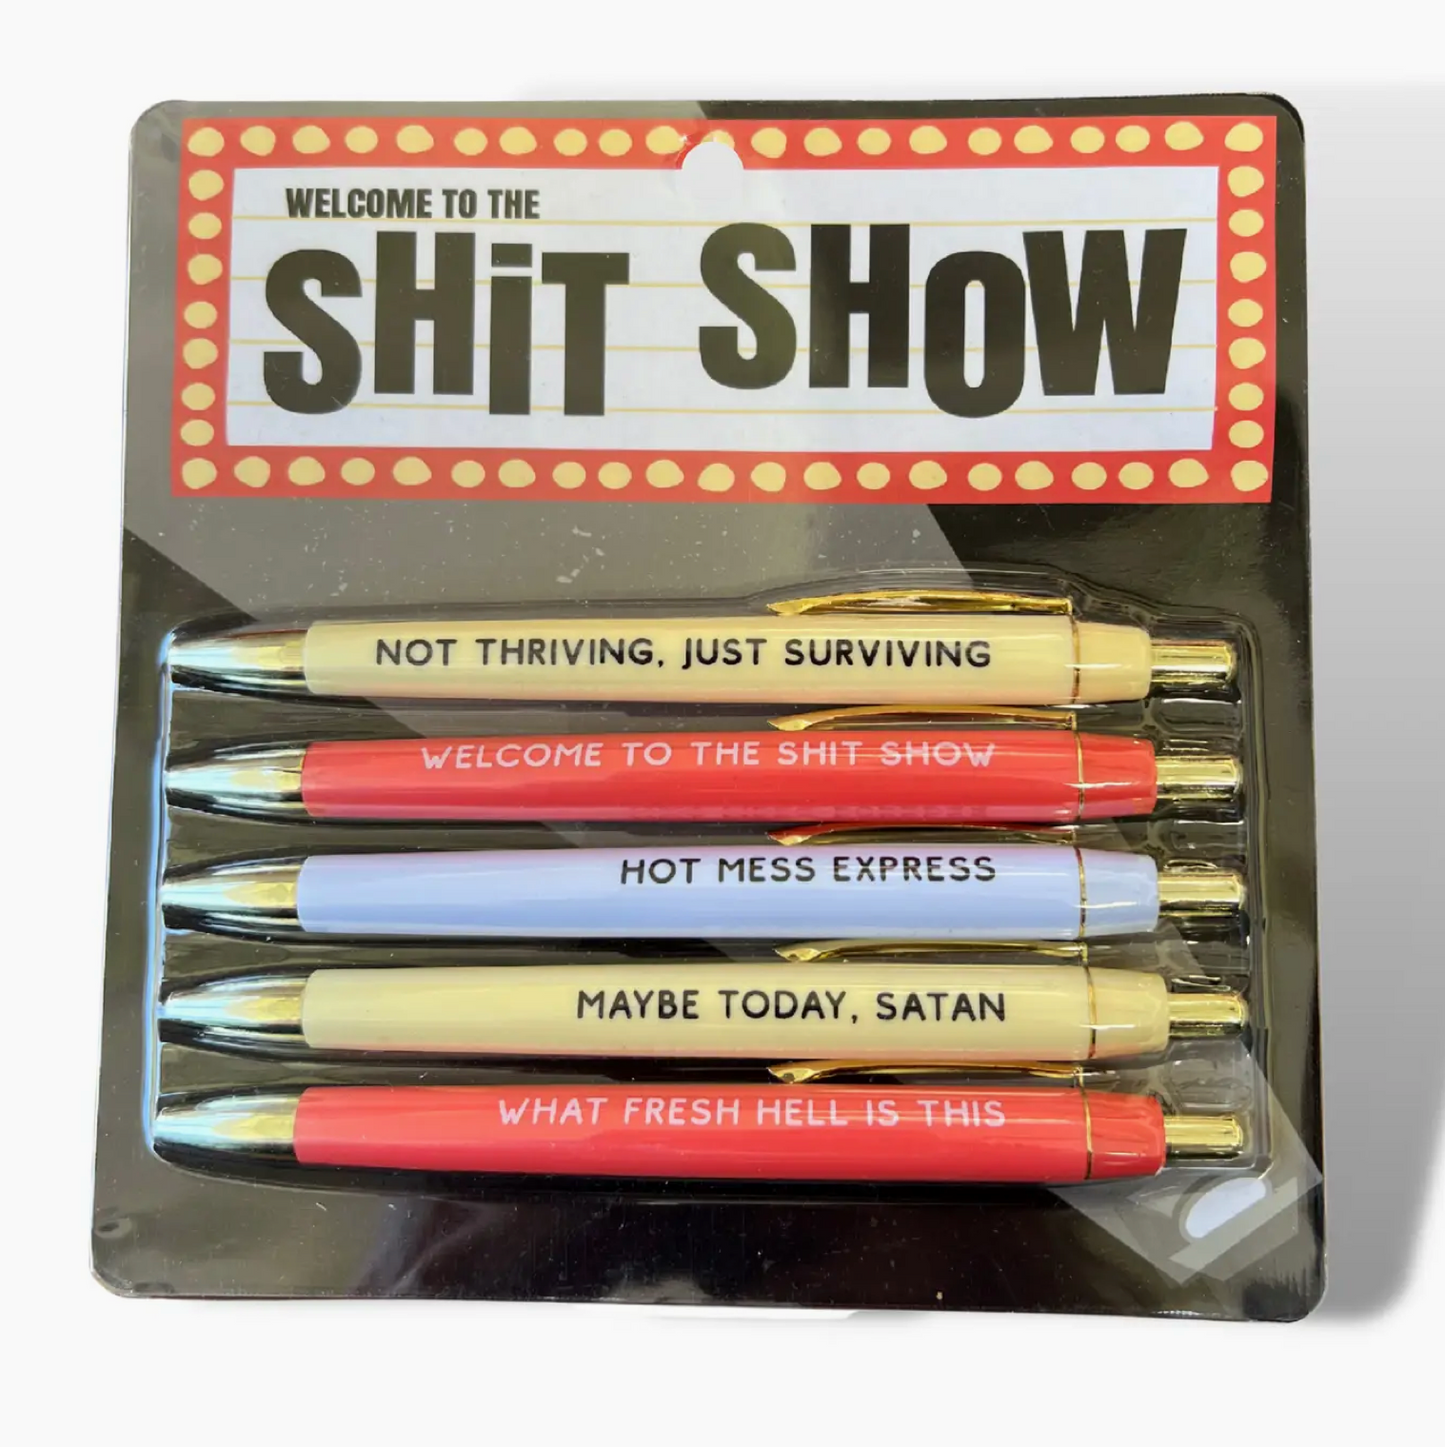 WELCOME TO THE
SHiT SHOW
NOT THRIVING, JUST SURVIVING
WELCOME TO THE SHIT SHOW
HOT MESS EXPRESS
MAYBE TODAY, SATAN
WHAT FRESH HELL IS THIS